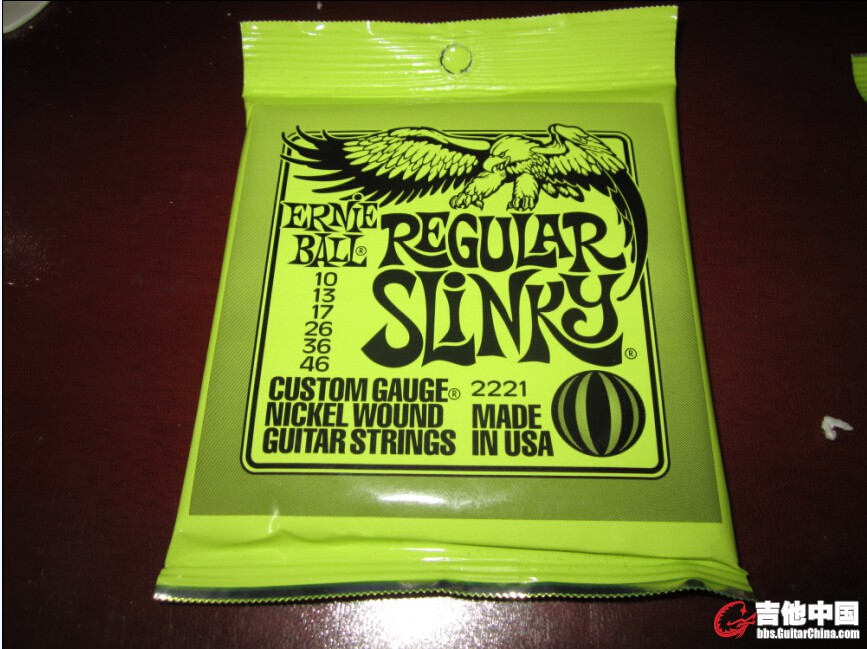 ERNIE
BALL®
REGULAR
SLINKY®
10
13
17
26
36
46
CUSTOM GAUGE® 2221
NICKEL WOUND
GUITAR STRINGS
MADE
IN USA
吉他中国
bbs.GuitarChina.com